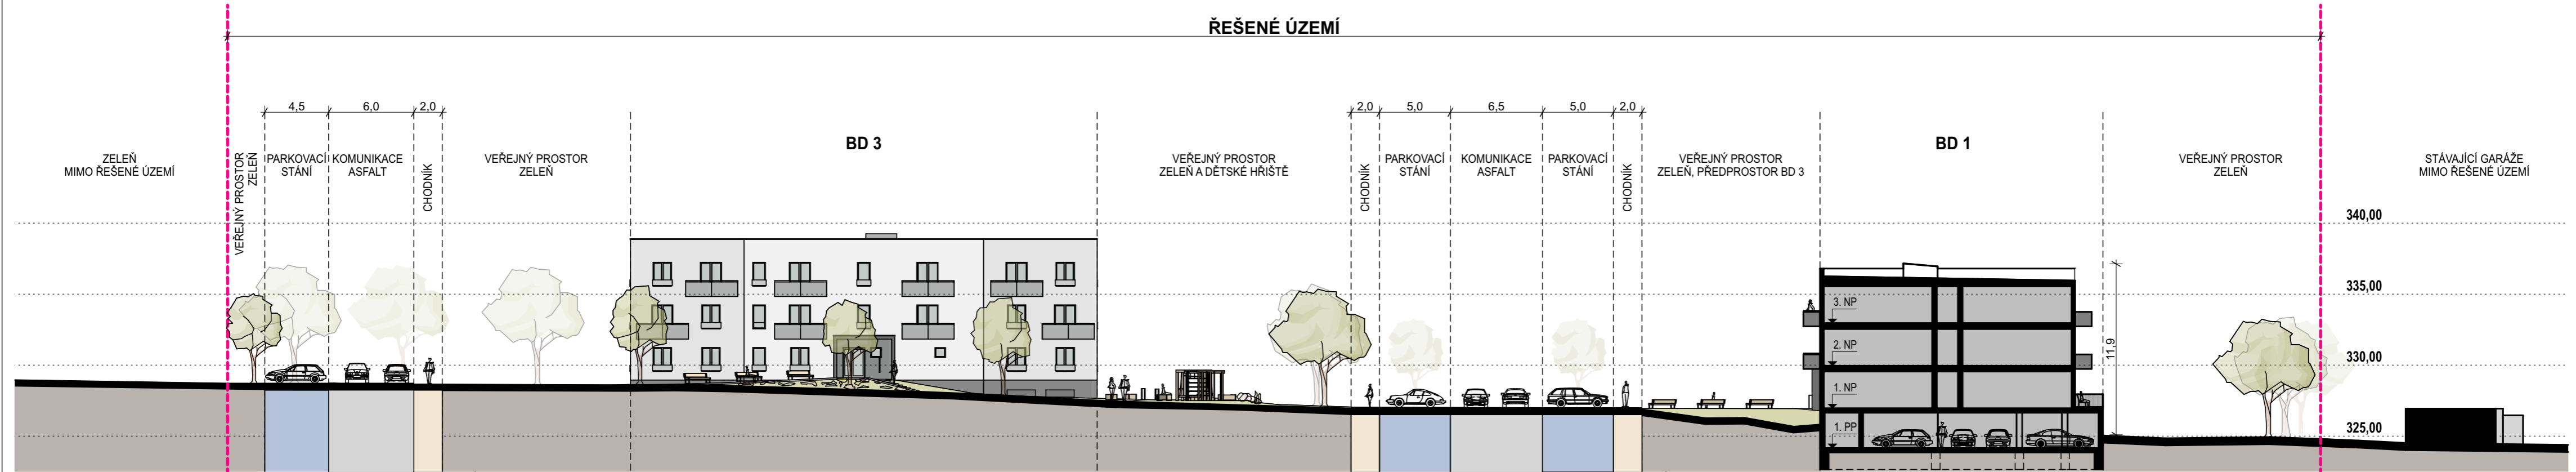 ŘEŠENÉ ÚZEMÍ
4,5
6,0
2,0
2,0
5,0
6,5
5,0
2,0
ZELEŇ
MIMO ŘEŠENÉ ÚZEMÍ
VEŘEJNÝ PROSTOR
ZELEŇ
PARKOVACÍ
STÁNÍ
KOMUNIKACE
ASFALT
CHODNÍK
VEŘEJNÝ PROSTOR
ZELEŇ
BD 3
VEŘEJNÝ PROSTOR
ZELEŇ A DĚTSKÉ HŘIŠTĚ
CHODNÍK
PARKOVACÍ
STÁNÍ
KOMUNIKACE
ASFALT
PARKOVACÍ
STÁNÍ
CHODNÍK
VEŘEJNÝ PROSTOR
ZELEŇ, PŘEDPROSTOR BD 3
BD 1
VEŘEJNÝ PROSTOR
ZELEŇ
STÁVAJÍCÍ GARÁŽE
MIMO ŘEŠENÉ ÚZEMÍ
340,00
335,00
330,00
325,00
3. NP
2. NP
1. NP
1. PP
11,9